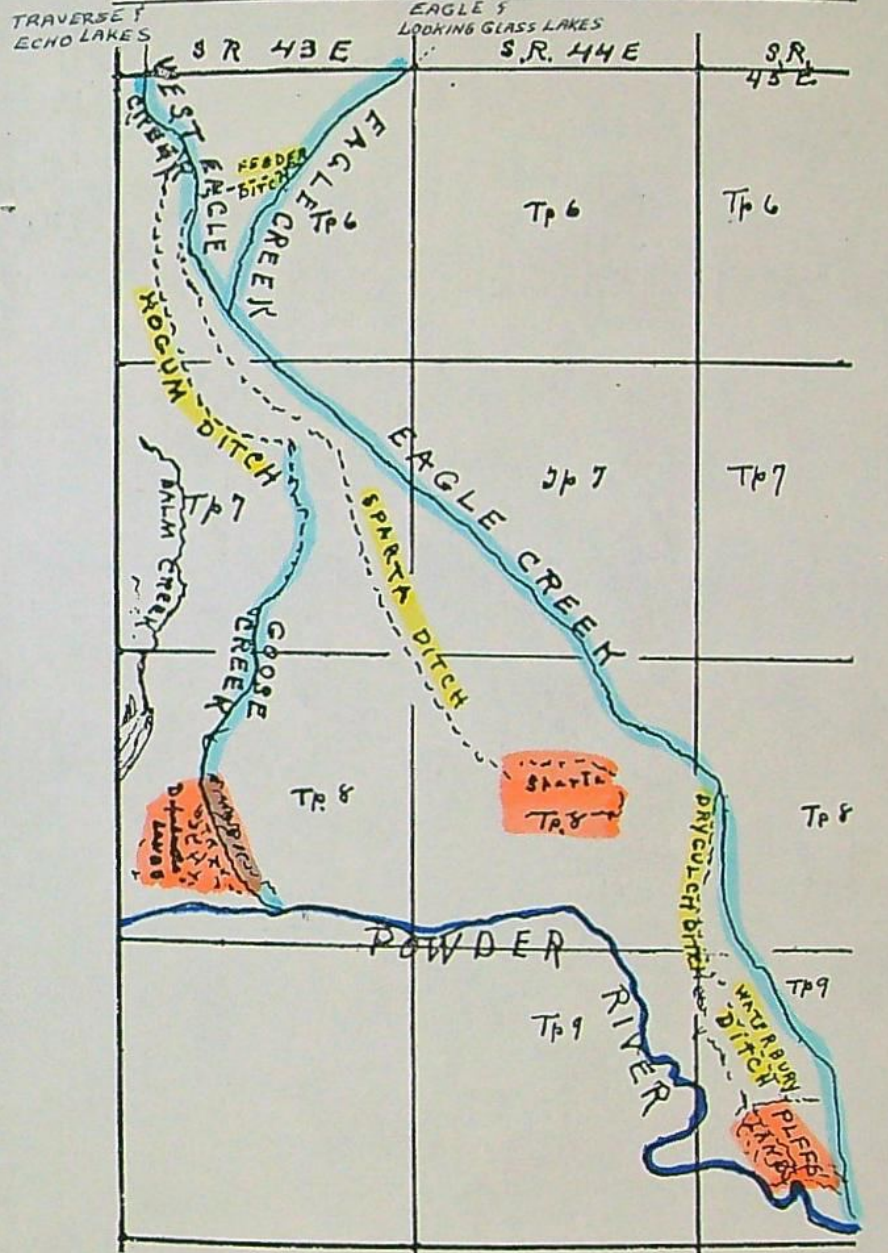 TRAVERSE &
ECHO LAKES
EAGLE &
LOOKING GLASS LAKES
S R 43 E
S.R. 44 E
S.R.
45 E
WEST EAGLE
CREEK
FEEDER
DITCH
EAGLE CREEK
Tp 6
Tp 6
Tp 6
HOGUM DITCH
EAGLE CREEK
Tp 7
Tp 7
Tp 7
BALM CREEK
SPARTA DITCH
GOOSE
CREEK
Tp. 8
Sparta
Tp. 8
Tp 8
LANDS
DRY GULCH DITCH
POWDER RIVER
Tp 9
Tp 9
WATERBURY
DITCH
PLFFS
LANDS